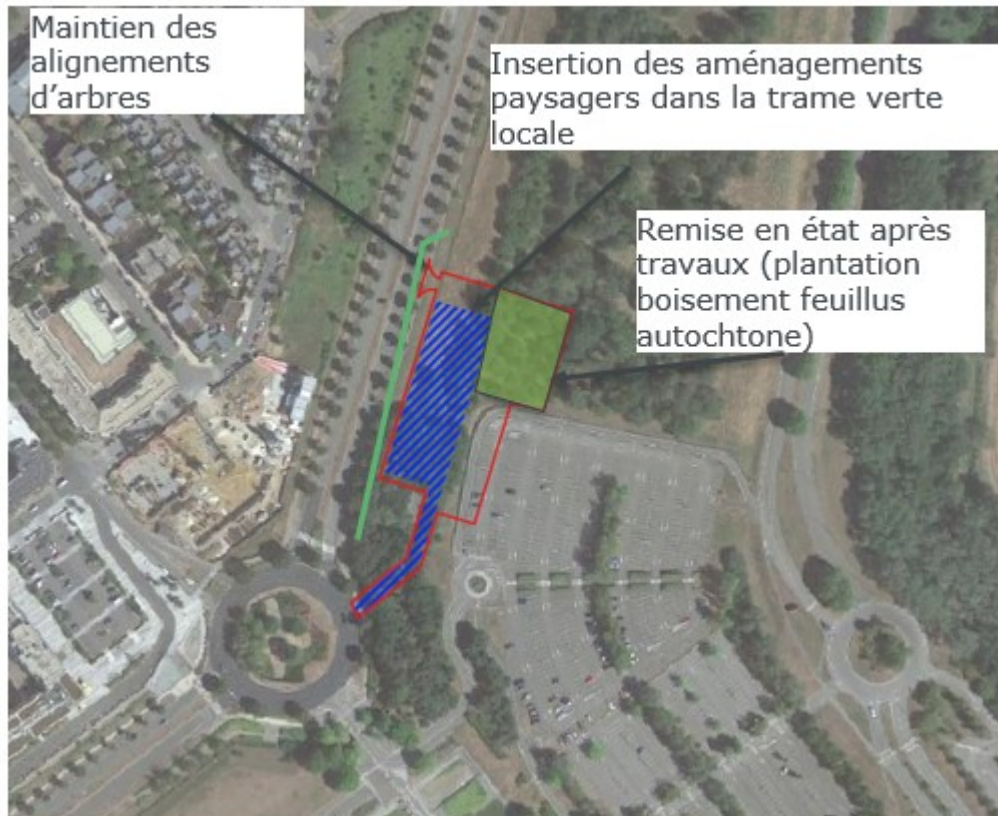 Maintien des
alignements
d’arbres
Insertion des aménagements
paysagers dans la trame verte
locale
Remise en état après
travaux (plantation
boisement feuillus
autochtone)